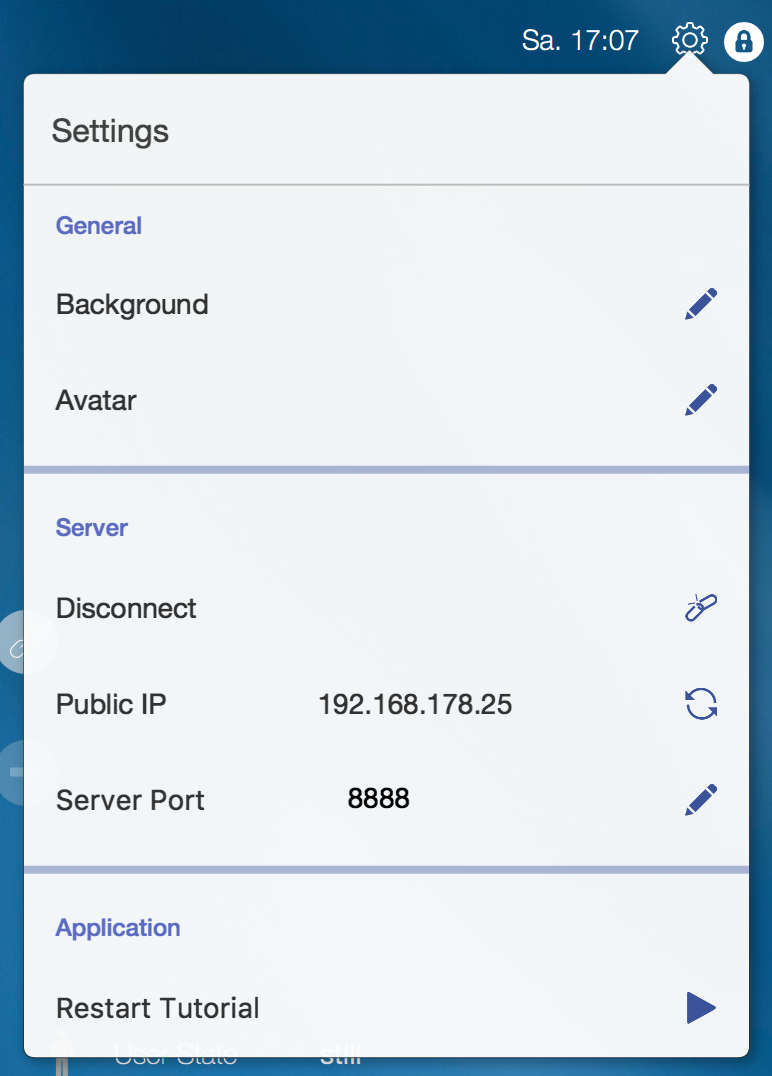 Sa. 17:07
Settings
General
Background
Avatar
Server
Disconnect
Public IP 192.168.178.25
Server Port 8888
Application
Restart Tutorial
User State still